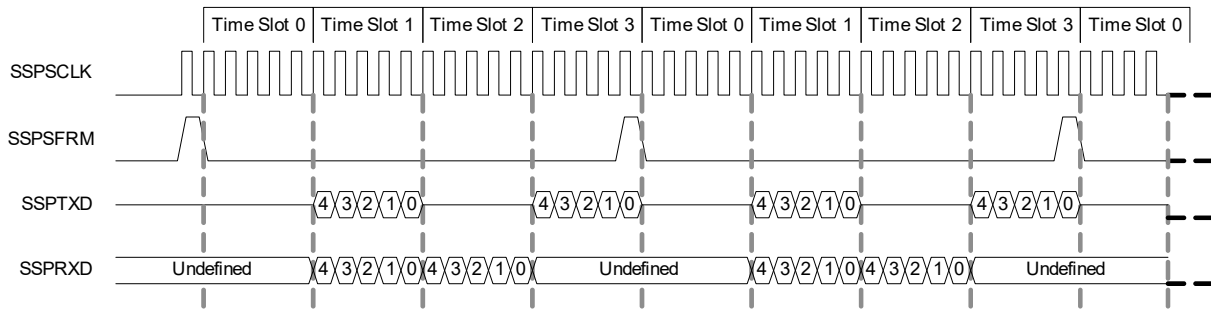 Time Slot 0 Time Slot 1 Time Slot 2 Time Slot 3 Time Slot 0 Time Slot 1 Time Slot 2 Time Slot 3 Time Slot 0
SSPSCLK
SSPSFRM
SSPTXD 4 3 2 1 0 4 3 2 1 0 4 3 2 1 0 4 3 2 1 0
SSPRXD Undefined 4 3 2 1 0 4 3 2 1 0 Undefined 4 3 2 1 0 4 3 2 1 0 Undefined